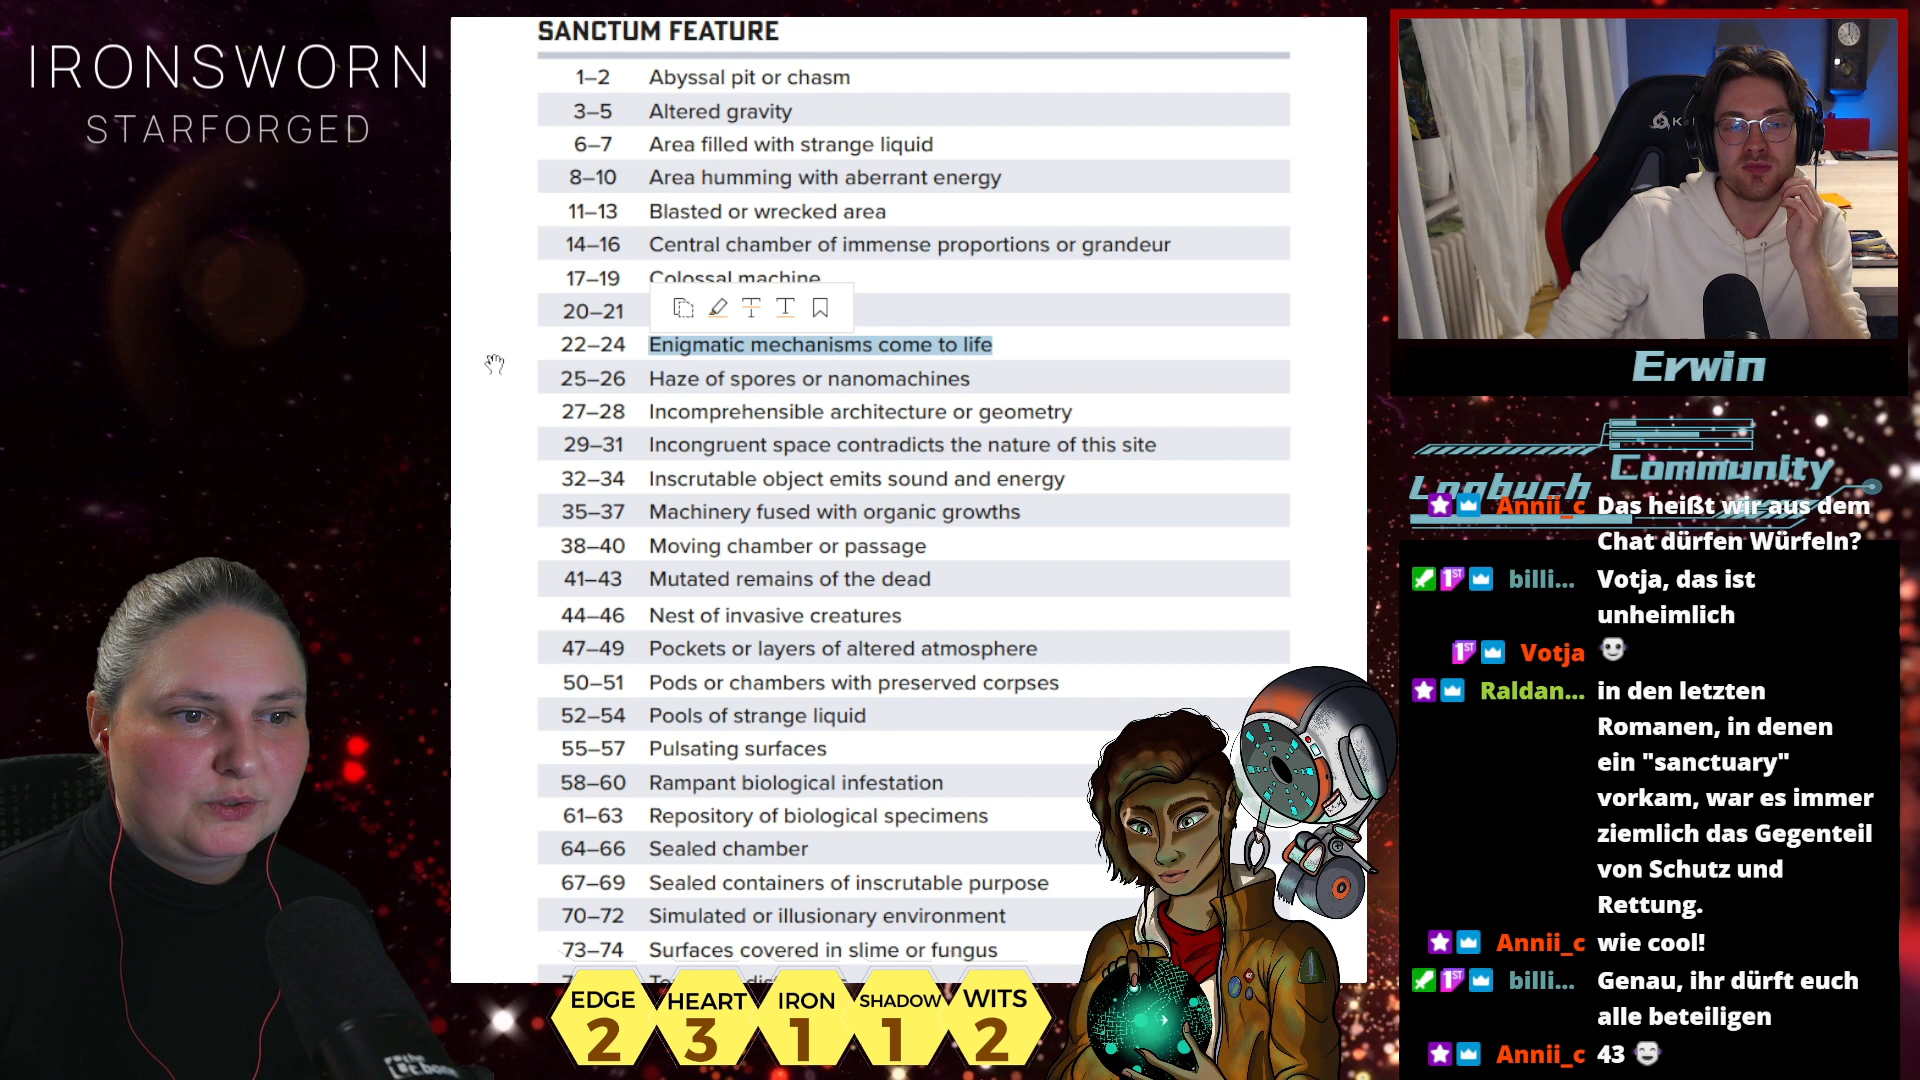 IRONSWORN
STARFORGED
SANCTUM FEATURE
1–2 Abyssal pit or chasm
3–5 Altered gravity
6–7 Area filled with strange liquid
8–10 Area humming with aberrant energy
11–13 Blasted or wrecked area
14–16 Central chamber of immense proportions or grandeur
17–19 Colossal machine
20–21
22–24 Enigmatic mechanisms come to life
25–26 Haze of spores or nanomachines
27–28 Incomprehensible architecture or geometry
29–31 Incongruent space contradicts the nature of this site
32–34 Inscrutable object emits sound and energy
35–37 Machinery fused with organic growths
38–40 Moving chamber or passage
41–43 Mutated remains of the dead
44–46 Nest of invasive creatures
47–49 Pockets or layers of altered atmosphere
50–51 Pods or chambers with preserved corpses
52–54 Pools of strange liquid
55–57 Pulsating surfaces
58–60 Rampant biological infestation
61–63 Repository of biological specimens
64–66 Sealed chamber
67–69 Sealed containers of inscrutable purpose
70–72 Simulated or illusionary environment
73–74 Surfaces covered in slime or fungus
EDGE 2
HEART 3
IRON 1
SHADOW 1
WITS 2
Erwin
Community
Logbuch
Annii_c Das heißt wir aus dem
Chat dürfen Würfeln?
billi... Votja, das ist
unheimlich
Votja
Raldan... in den letzten
Romanen, in denen
ein "sanctuary"
vorkam, war es immer
ziemlich das Gegenteil
von Schutz und
Rettung.
Annii_c wie cool!
billi... Genau, ihr dürft euch
alle beteiligen
Annii_c 43